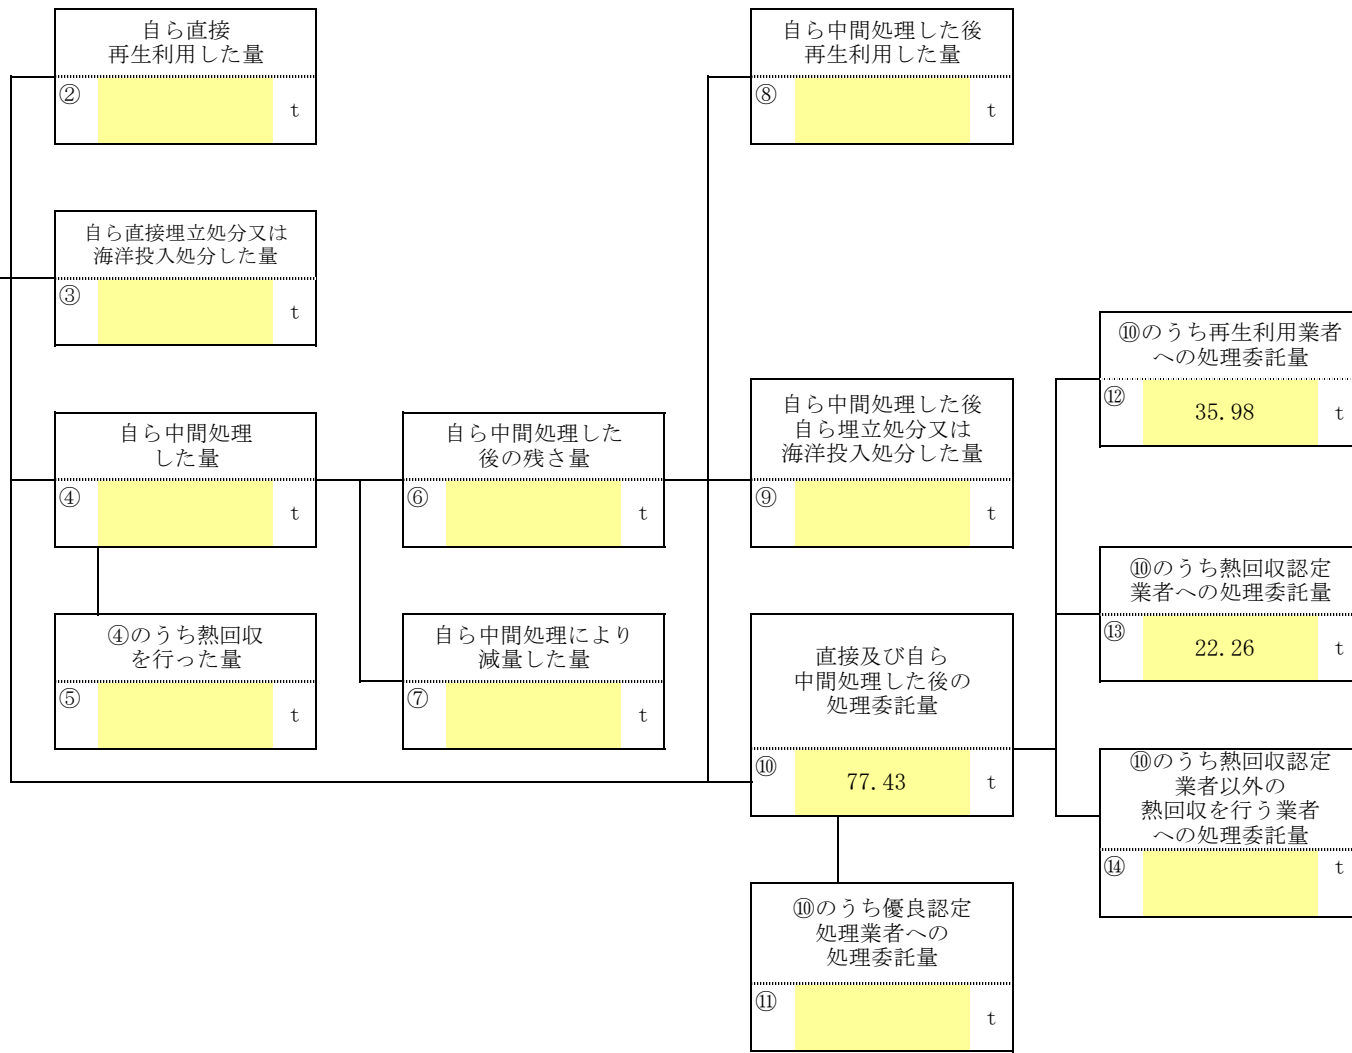 自ら直接
再生利用した量
②
t
自ら中間処理した後
再生利用した量
⑧
t
自ら直接埋立処分又は
海洋投入処分した量
③
t
⑩のうち再生利用業者
への処理委託量
⑫
35.98
t
自ら中間処理
した量
④
t
自ら中間処理した
後の残さ量
⑥
t
自ら中間処理した後
自ら埋立処分又は
海洋投入処分した量
⑨
t
⑩のうち熱回収認定
業者への処理委託量
⑬
22.26
t
④のうち熱回収
を行った量
⑤
t
自ら中間処理により
減量した量
⑦
t
直接及び自ら
中間処理した後の
処理委託量
⑩
77.43
t
⑩のうち熱回収認定
業者以外の
熱回収を行う業者
への処理委託量
⑭
t
⑩のうち優良認定
処理業者への
処理委託量
⑪
t